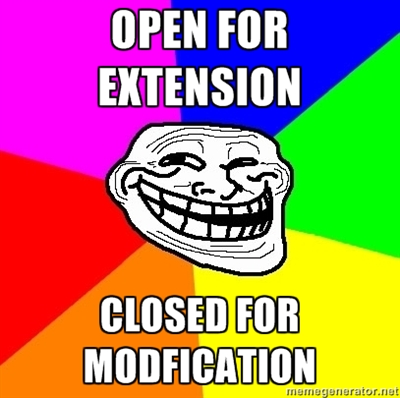 OPEN FOR
EXTENSION
CLOSED FOR
MODFICATION
memegenerator.net